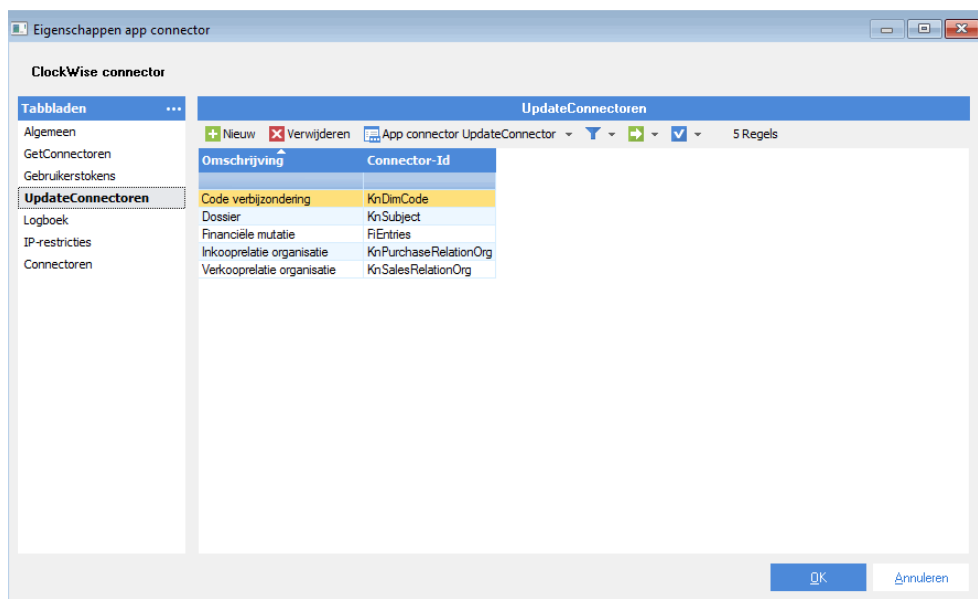 Eigenschappen app connector
ClockWise connector
Tabbladen ...
Algemeen
GetConnectoren
Gebruikerstokens
UpdateConnectoren
Logboek
IP-restricties
Connectoren
UpdateConnectoren
Nieuw Verwijderen App connector UpdateConnector 5 Regels
Omschrijving Connector-Id
Code verbijzondering KnDimCode
Dossier KnSubject
Financiële mutatie FiEntries
Inkooprelatie organisatie KnPurchaseRelationOrg
Verkooprelatie organisatie KnSalesRelationOrg
OK Annuleren